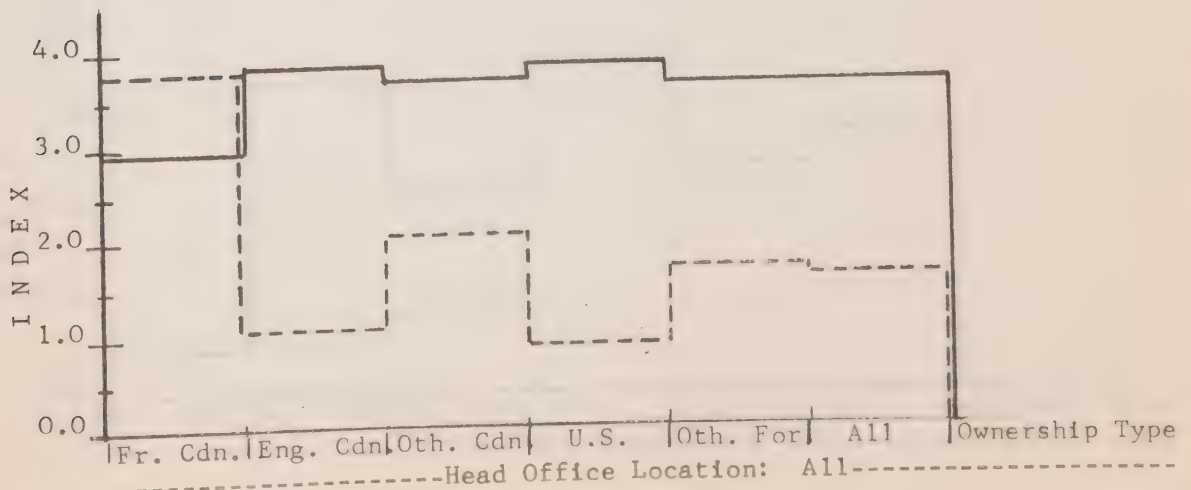 4.0
3.0
2.0
1.0
0.0
INDEX
Fr. Cdn. Eng. Cdn. Oth. Cdn U.S. Oth. For All Ownership Type
Head Office Location: All